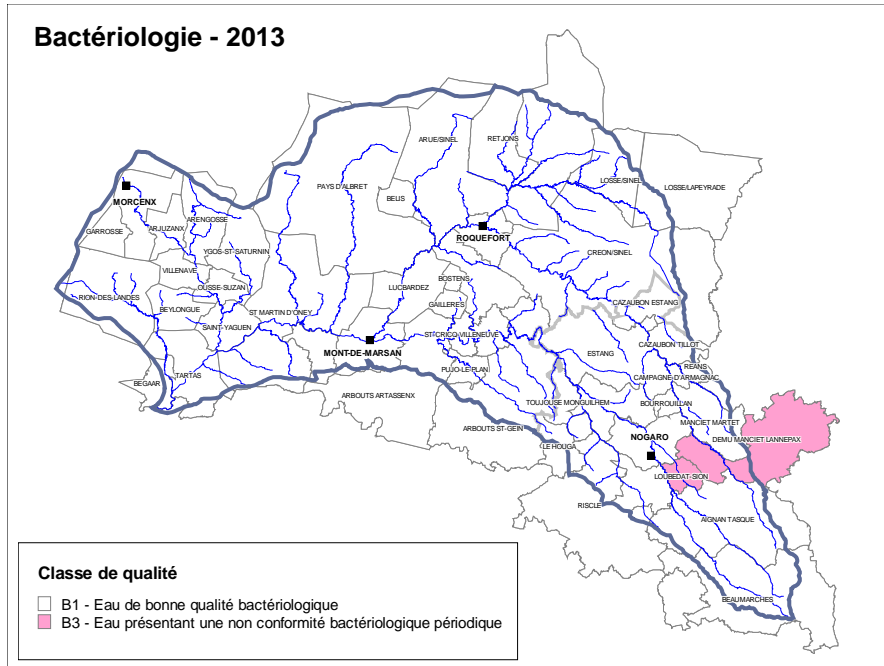 Bactériologie - 2013
ARUE/SINEL
RETJONS
PAYS D'ALBRET
BELIS
LOSSE/SINEL
LOSSE/LAPEYRADE
MORCENX
GARROSSE
ARJUZANX
ARENGOSSE
YGOS-ST-SATURNIN
VILLENAVE
OUSSE-SUZAN
RION-DES-LANDES
BEYLONGUE
SAINT-YAGUEN
ST MARTIN D'ONEY
TARTAS
BEGAAR
ROQUEFORT
CREON/SINEL
LUCBARDEZ
BOSTENS
GAILLERES
ST-CRICQ-VILLENEUVE
MONT-DE-MARSAN
PUJO-LE-PLAN
ARBOUTS ARTASSENX
ARBOUTS ST-GEIN
CAZAUBON ESTANG
CAZAUBON TILLOT
ESTANG
REANS
CAMPAGNE D'ARMAGNAC
TOUJOUSE MONGUILHEM
BOURROUILLAN
MANCIET MARTET
DEMU MANCIET LANNEPAX
NOGARO
LE HOUGA
LOUBEDAT-SION
RISCLE
AIGNAN TASQUE
BEAUMARCHES
Classe de qualité
B1 - Eau de bonne qualité bactériologique
B3 - Eau présentant une non conformité bactériologique périodique